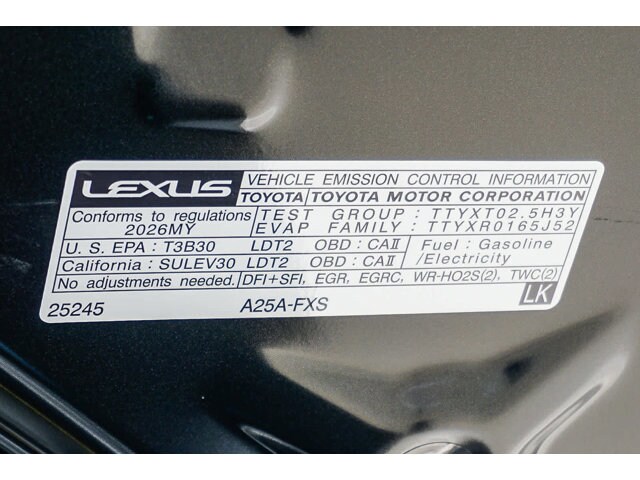 LEXUS VEHICLE EMISSION CONTROL INFORMATION
TOYOTA TOYOTA MOTOR CORPORATION
Conforms to regulations TEST GROUP : TTYXT02.5H3Y
2026MY EVAP FAMILY : TTYXR0165J52
U. S. EPA : T3B30 LDT2 OBD : CAII Fuel : Gasoline
California : SULEV30 LDT2 OBD : CAII /Electricity
No adjustments needed. DFI+SFI, EGR, EGRC, WR-HO2S(2), TWC(2)
25245 A25A-FXS LK